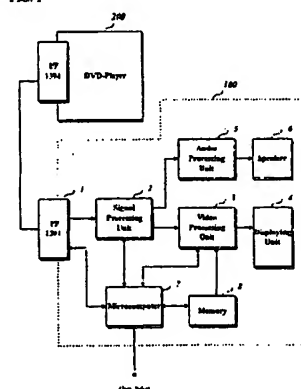 200
IF
1394
DVD-Player
100
5
6
Audio
Processing
Unit
Speaker
1
2
3
4
IF
1394
Signal
Processing
Unit
Video
Processing
Unit
Displaying
Unit
7
8
Microcomputer
Memory